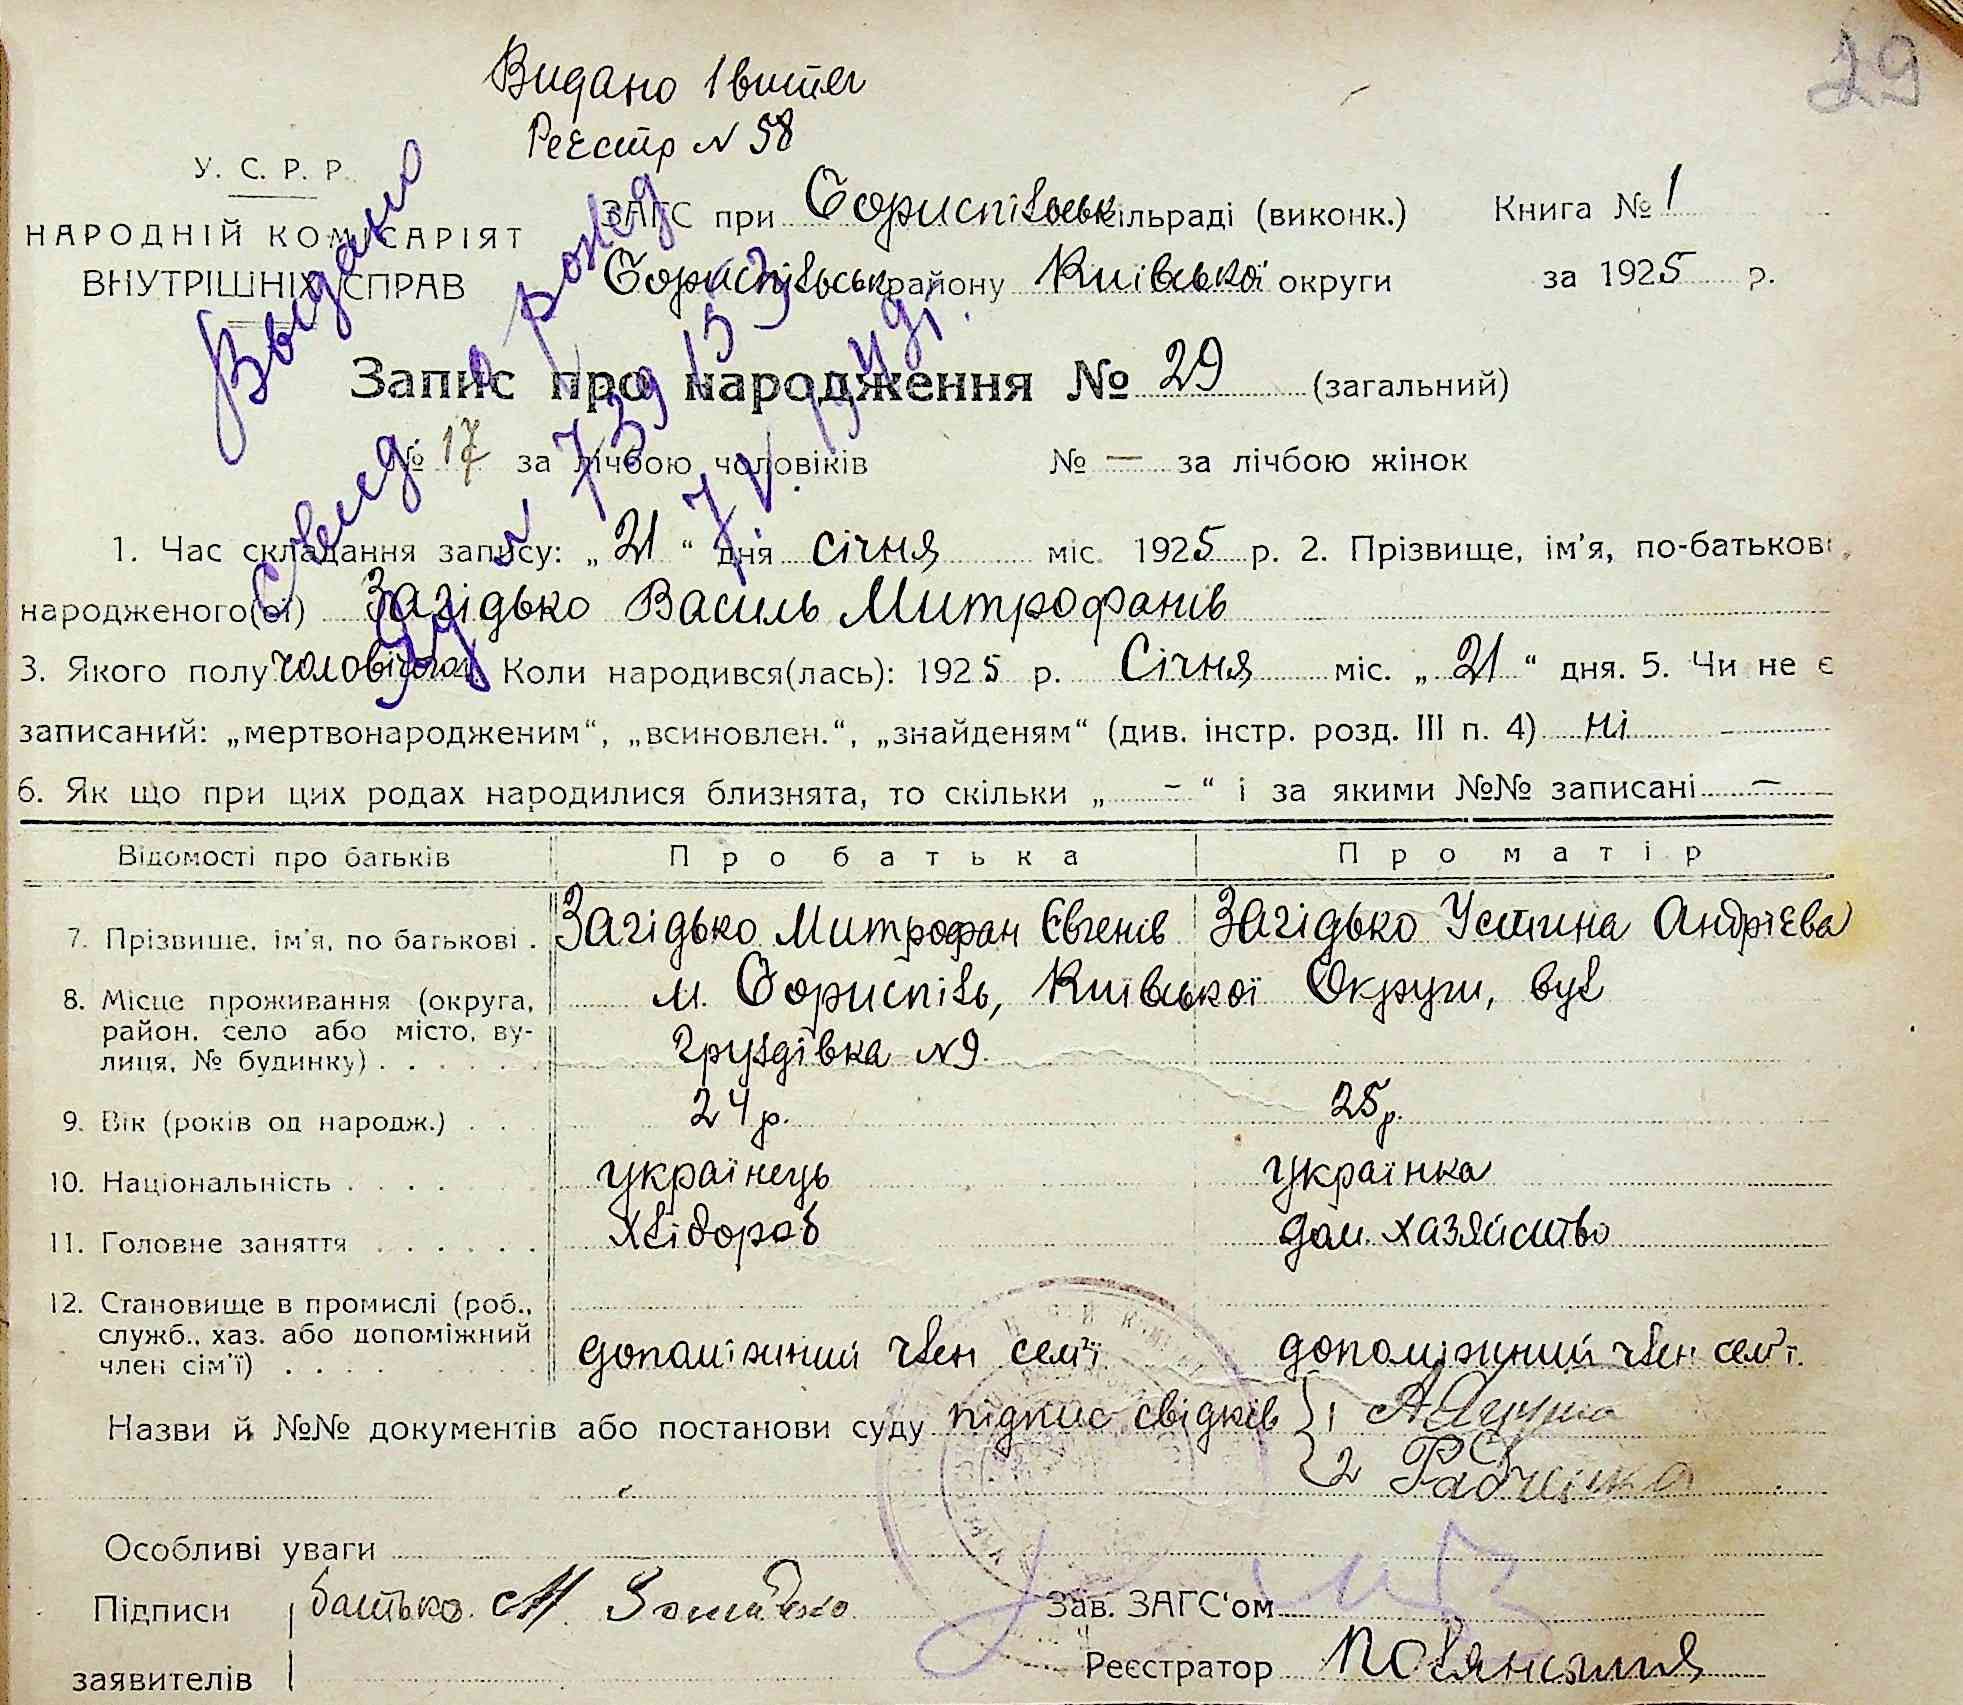 29
Видано 1 витяг
Реєстр № 58
У. С. Р. Р.
НАРОДНІЙ КОМІСАРІЯТ
ВНУТРІШНІХ СПРАВ
ЗАГС при Бориспільськ сільраді (виконк.) Книга № 1
Бориспільськ району Київської округи за 1925 р.
Выдано
Свид о рожд
Запис про народження № 29 (загальний)
№ 17 за лічбою чоловіків № — за лічбою жінок
1. Час складання запису: „21“ дня січня міс. 1925 р. 2. Прізвище, ім'я, по-батькові
народженого(ої) Загідько Василь Митрофанів
3. Якого полу чоловічого Коли народився(лась): 1925 р. Січня міс. „21“ дня. 5. Чи не є
записаний: „мертвонародженим“, „всиновлен.“, „знайденям“ (див. інстр. розд. III п. 4) ні —
6. Як що при цих родах народилися близнята, то скільки „ - “ і за якими №№ записані —
Відомості про батьків Про батька Про матір
7. Прізвище, ім'я, по батькові . Загідько Митрофан Євгенів Загідько Устина Андрієва
8. Місце проживання (округа, район, село або місто, вулиця, № будинку) . . . . м. Бориспіль, Київської Округи, вул
Груздівка №9
9. Вік (років од народж.) . . . 24 р. 25 р.
10. Національність . . . . українець українка
11. Головне заняття . . . . . . хлібороб дом. хазяйство
12. Становище в промислі (роб.,
служб., хаз. або допоміжний
член сім'ї) . . . . . . допоміжний член сем'ї допоміжний член сем'ї
Назви й №№ документів або постанови суду підпис свідків 1
2
Особливі уваги
Підписи батько М. Зав. ЗАГС'ом
заявителів Реєстратор